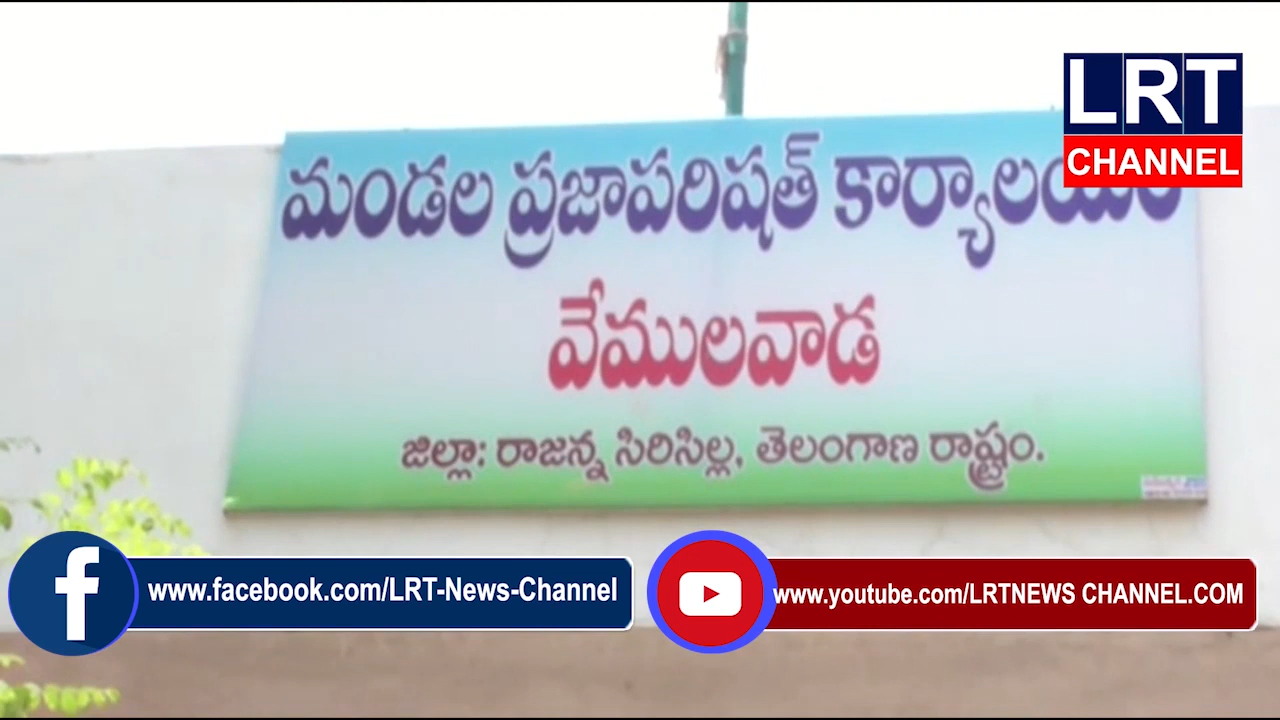 LRT
CHANNEL
మండల ప్రజాపరిషత్ కార్యాలయం
వేములవాడ
జిల్లా: రాజన్న సిరిసిల్ల, తెలంగాణ రాష్ట్రం.
www.facebook.com/LRT-News-Channel
www.youtube.com/LRTNEWS CHANNEL.COM